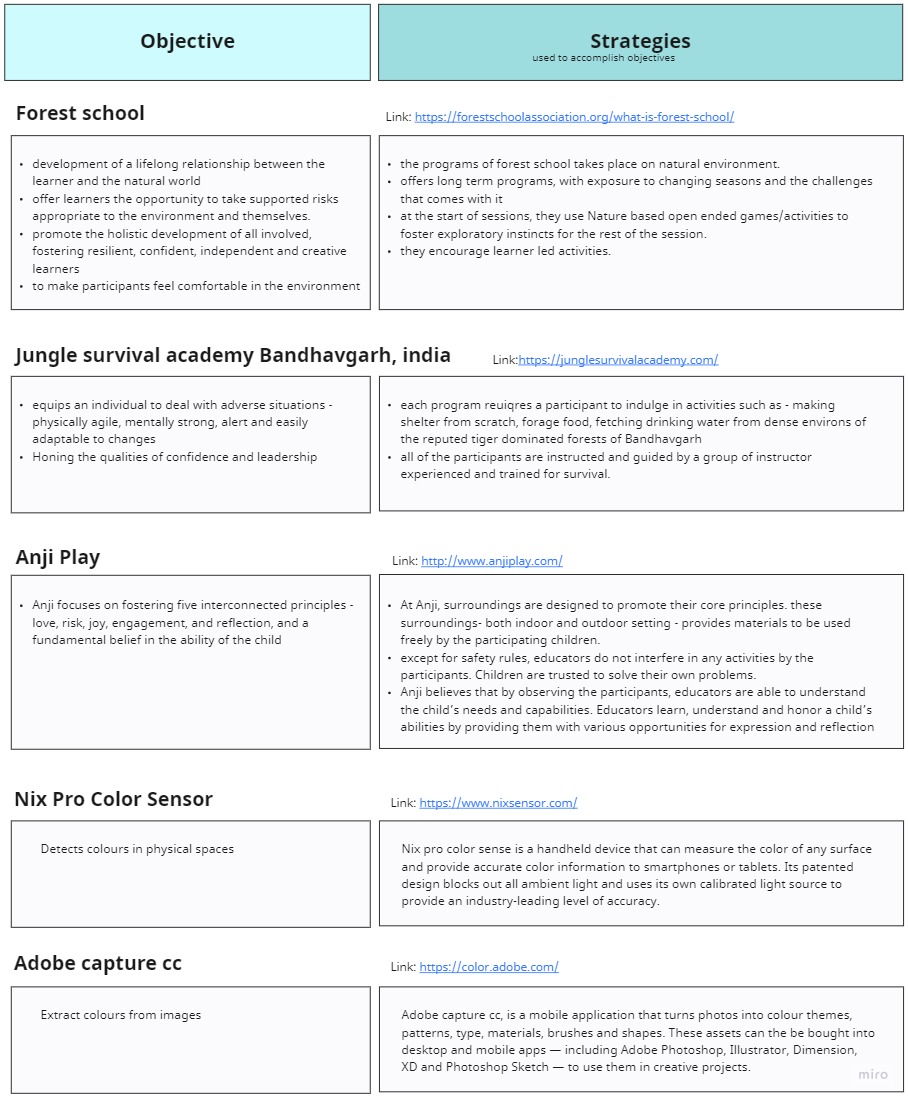 Objective
Strategies
used to accomplish objectives
Forest school
Link: https://forestschoolassociation.org/what-is-forest-school/
• development of a lifelong relationship between the
learner and the natural world
• offer learners the opportunity to take supported risks
appropriate to the environment and themselves.
• promote the holistic development of all involved,
fostering resilient, confident, independent and creative
learners
• to make participants feel comfortable in the environment
• the programs of forest school takes place on natural environment.
• offers long term programs, with exposure to changing seasons and the challenges
that comes with it
• at the start of sessions, they use Nature based open ended games/activities to
foster exploratory instincts for the rest of the session.
• they encourage learner led activities.
Jungle survival academy Bandhavgarh, india
Link:https://junglesurvivalacademy.com/
• equips an individual to deal with adverse situations -
physically agile, mentally strong, alert and easily
adaptable to changes
• Honing the qualities of confidence and leadership
• each program reuiqres a participant to indulge in activities such as - making
shelter from scratch, forage food, fetching drinking water from dense environs of
the reputed tiger dominated forests of Bandhavgarh
• all of the participants are instructed and guided by a group of instructor
experienced and trained for survival.
Anji Play
Link: http://www.anjiplay.com/
• Anji focuses on fostering five interconnected principles -
love, risk, joy, engagement, and reflection, and a
fundamental belief in the ability of the child
• At Anji, surroundings are designed to promote their core principles. these
surroundings- both indoor and outdoor setting - provides materials to be used
freely by the participating children.
• except for safety rules, educators do not interfere in any activities by the
participants. Children are trusted to solve their own problems.
• Anji believes that by observing the participants, educators are able to understand
the child’s needs and capabilities. Educators learn, understand and honor a child’s
abilities by providing them with various opportunities for expression and reflection
Nix Pro Color Sensor
Link: https://www.nixsensor.com/
Detects colours in physical spaces
Nix pro color sense is a handheld device that can measure the color of any surface
and provide accurate color information to smartphones or tablets. Its patented
design blocks out all ambient light and uses its own calibrated light source to
provide an industry-leading level of accuracy.
Adobe capture cc
Link: https://color.adobe.com/
Extract colours from images
Adobe capture cc, is a mobile application that turns photos into colour themes,
patterns, type, materials, brushes and shapes. These assets can the be bought into
desktop and mobile apps — including Adobe Photoshop, Illustrator, Dimension,
XD and Photoshop Sketch — to use them in creative projects.
miro